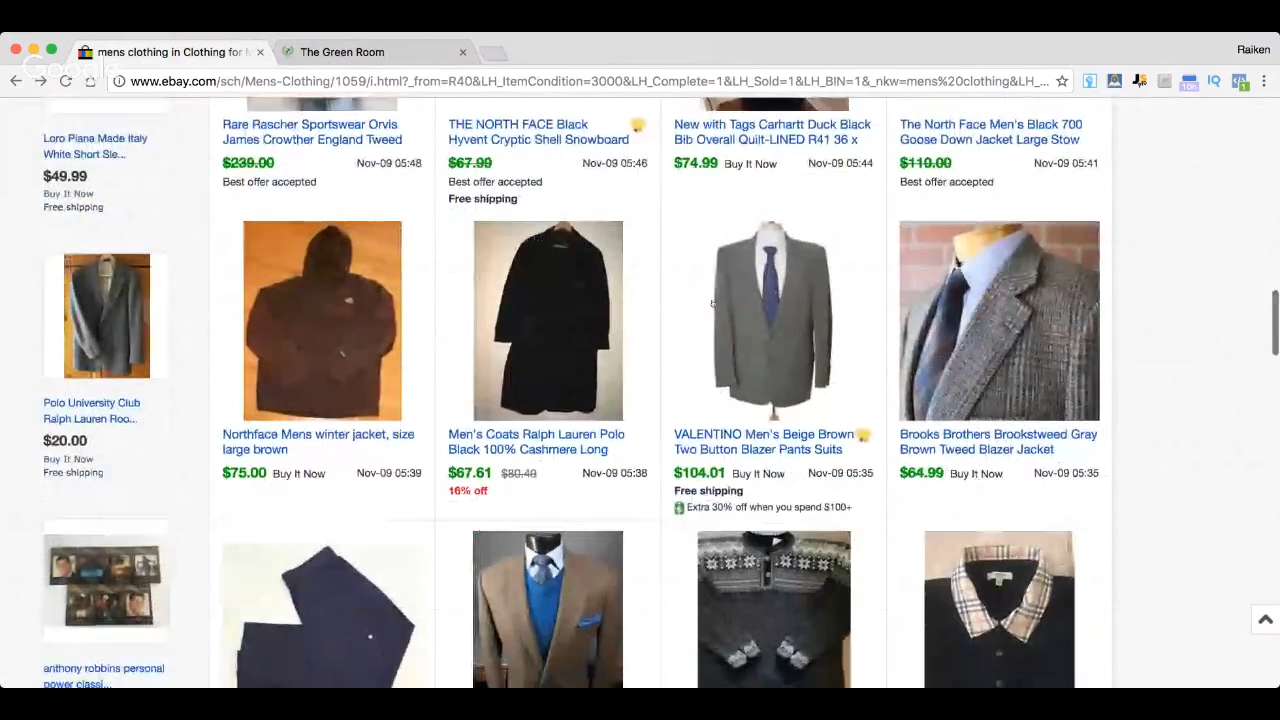 mens clothing in Clothing for M
The Green Room
Raiken
Google
www.ebay.com/sch/Mens-Clothing/1059/i.html?_from=R40&LH_ItemCondition=3000&LH_Complete=1&LH_Sold=1&LH_BIN=1&_nkw=mens%20clothing&LH_...
Loro Piana Made Italy
White Short Sle...
$49.99
Buy It Now
Free shipping
Rare Rascher Sportswear Orvis
James Crowther England Tweed
$239.00 Nov-09 05:48
Best offer accepted
THE NORTH FACE Black
Hyvent Cryptic Shell Snowboard
$67.99 Nov-09 05:46
Best offer accepted
Free shipping
New with Tags Carhartt Duck Black
Bib Overall Quilt-LINED R41 36 x
$74.99 Buy It Now Nov-09 05:44
The North Face Men's Black 700
Goose Down Jacket Large Stow
$110.00 Nov-09 05:41
Best offer accepted
Polo University Club
Ralph Lauren Roo...
$20.00
Buy It Now
Free shipping
Northface Mens winter jacket, size
large brown
$75.00 Buy It Now Nov-09 05:39
Men's Coats Ralph Lauren Polo
Black 100% Cashmere Long
$67.61 $80.49 Nov-09 05:38
16% off
VALENTINO Men's Beige Brown
Two Button Blazer Pants Suits
$104.01 Buy It Now Nov-09 05:35
Free shipping
Extra 30% off when you spend $100+
Brooks Brothers Brookstweed Gray
Brown Tweed Blazer Jacket
$64.99 Buy It Now Nov-09 05:35
anthony robbins personal
power classi...